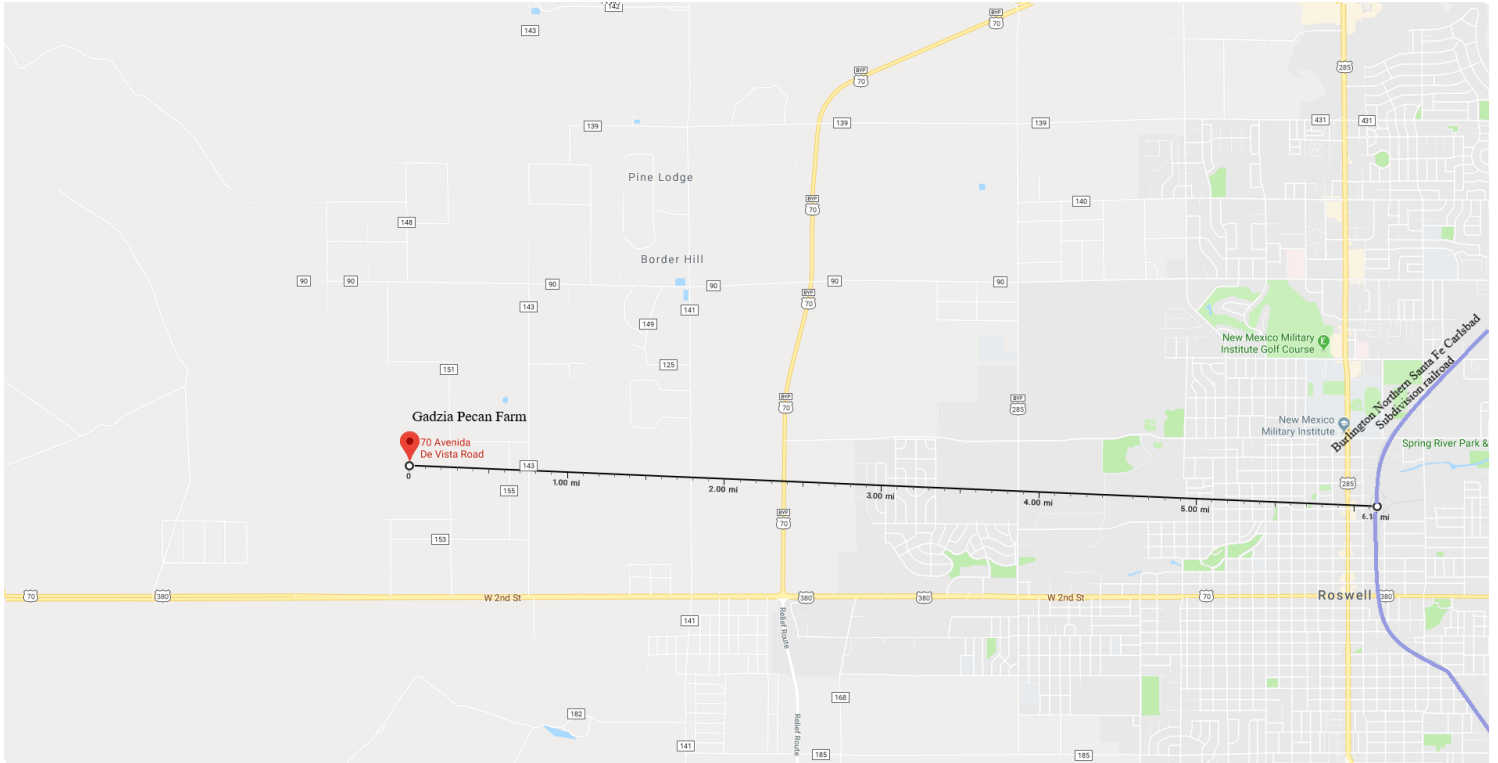 142
143
BYP
70
285
BYP
70
139
139
139
431
431
Pine Lodge
140
BYP
70
148
Border Hill
90
90
90
90
90
90
143
BYP
70
141
149
New Mexico Military
Institute Golf Course
Burlington Northern Santa Fe Carlsbad
Subdivision railroad
125
151
BYP
70
BYP
285
Gadzia Pecan Farm
New Mexico
Military Institute
70 Avenida
De Vista Road
Spring River Park &
143
0
1.00 mi
2.00 mi
3.00 mi
4.00 mi
5.00 mi
mi
155
285
BYP
70
153
70
380
W 2nd St
380
380
W 2nd St
70
Roswell
380
141
Relief Route
168
182
Relief Route
141
185
185